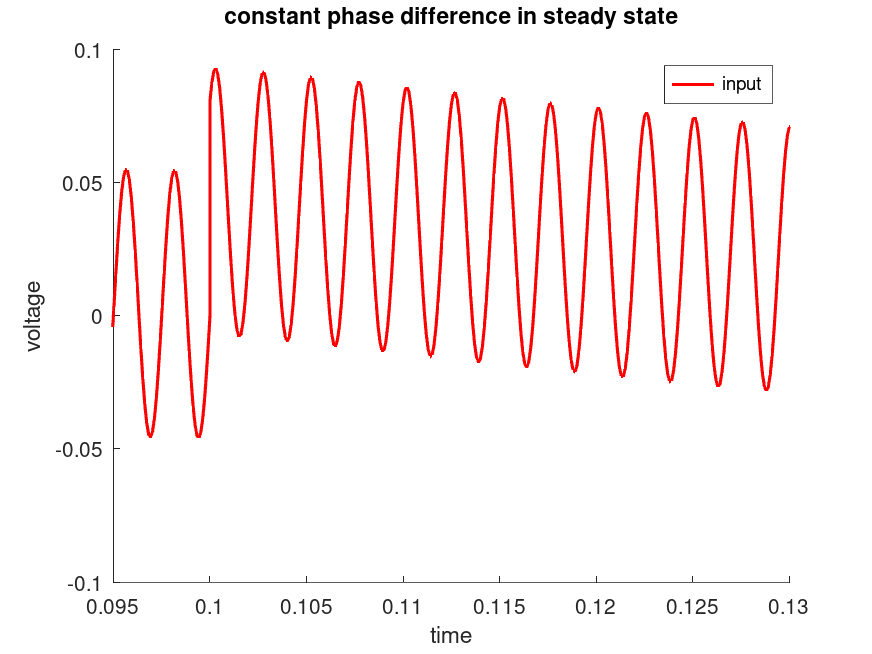 constant phase difference in steady state
input
voltage
0.1
0.05
0
-0.05
-0.1
0.095 0.1 0.105 0.11 0.115 0.12 0.125 0.13
time